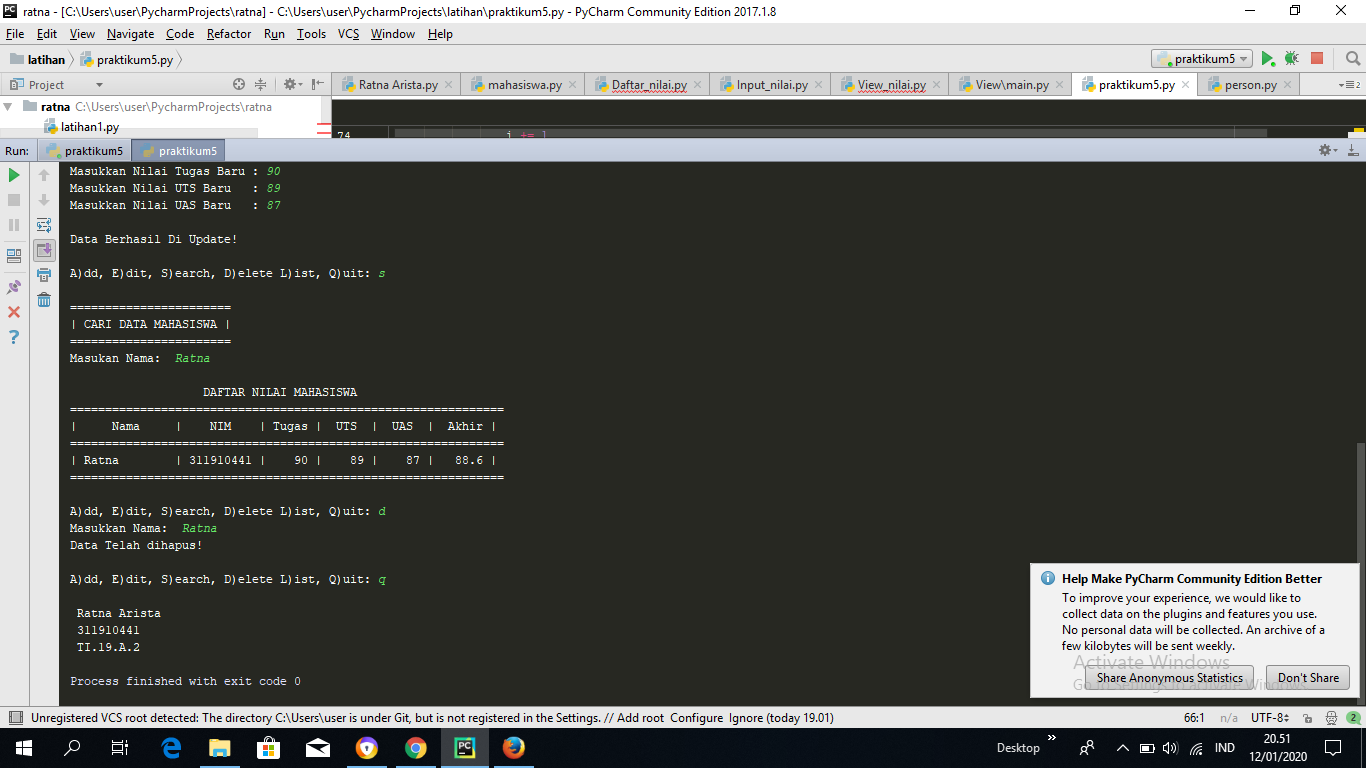 ratna - [C:\Users\user\PycharmProjects\ratna] - C:\Users\user\PycharmProjects\latihan\praktikum5.py - PyCharm Community Edition 2017.1.8
File Edit View Navigate Code Refactor Run Tools VCS Window Help
latihan praktikum5.py praktikum5
Project Ratna Arista.py mahasiswa.py Daftar_nilai.py Input_nilai.py View_nilai.py View\main.py praktikum5.py person.py 2
ratna C:\Users\user\PycharmProjects\ratna
latihan1.py
74 i += 1
Run: praktikum5 praktikum5
Masukkan Nilai Tugas Baru : 90
Masukkan Nilai UTS Baru : 89
Masukkan Nilai UAS Baru : 87
Data Berhasil Di Update!
A)dd, E)dit, S)earch, D)elete L)ist, Q)uit: s
=======================
| CARI DATA MAHASISWA |
=======================
Masukan Nama: Ratna
DAFTAR NILAI MAHASISWA
==============================================================
| Nama | NIM | Tugas | UTS | UAS | Akhir |
==============================================================
| Ratna | 311910441 | 90 | 89 | 87 | 88.6 |
==============================================================
A)dd, E)dit, S)earch, D)elete L)ist, Q)uit: d
Masukkan Nama: Ratna
Data Telah dihapus!
A)dd, E)dit, S)earch, D)elete L)ist, Q)uit: q
Ratna Arista
311910441
TI.19.A.2
Process finished with exit code 0
Help Make PyCharm Community Edition Better
To improve your experience, we would like to
collect data on the plugins and features you use.
No personal data will be collected. An archive of a
few kilobytes will be sent weekly.
Activate Windows
Share Anonymous Statistics Don't Share
Unregistered VCS root detected: The directory C:\Users\user is under Git, but is not registered in the Settings. // Add root Configure Ignore (today 19.01) 66:1 n/a UTF-8 2
Desktop IND 20.51
12/01/2020